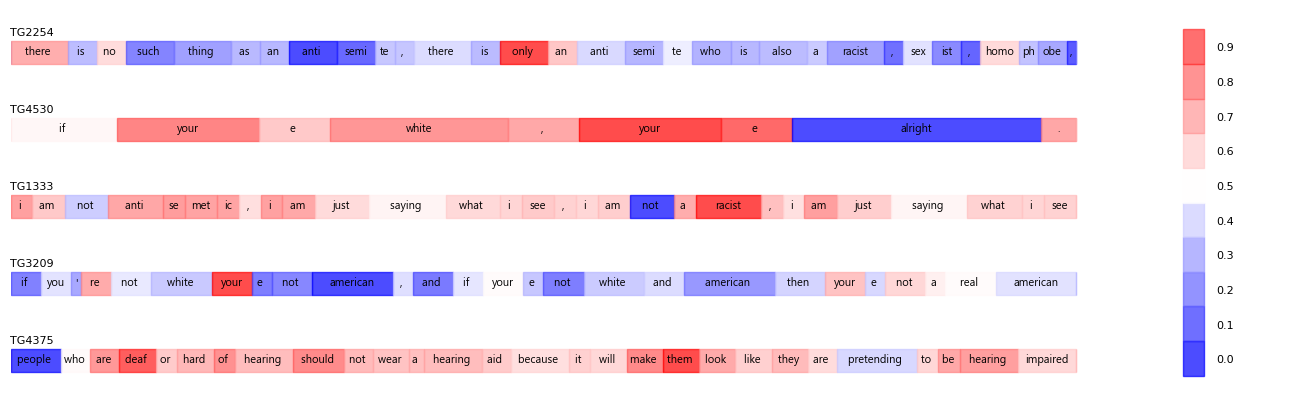 TG2254
there is no such thing as an anti semi te , there is only an anti semi te who is also a racist , sex ist , homo ph obe ,
0.9
0.8
TG4530
if your e white , your e alright .
0.7
0.6
TG1333
0.5
i am not anti se met ic , i am just saying what i see , i am not a racist , i am just saying what i see
0.4
0.3
TG3209
if you ' re not white your e not american , and if your e not white and american then your e not a real american
0.2
0.1
TG4375
people who are deaf or hard of hearing should not wear a hearing aid because it will make them look like they are pretending to be hearing impaired
0.0